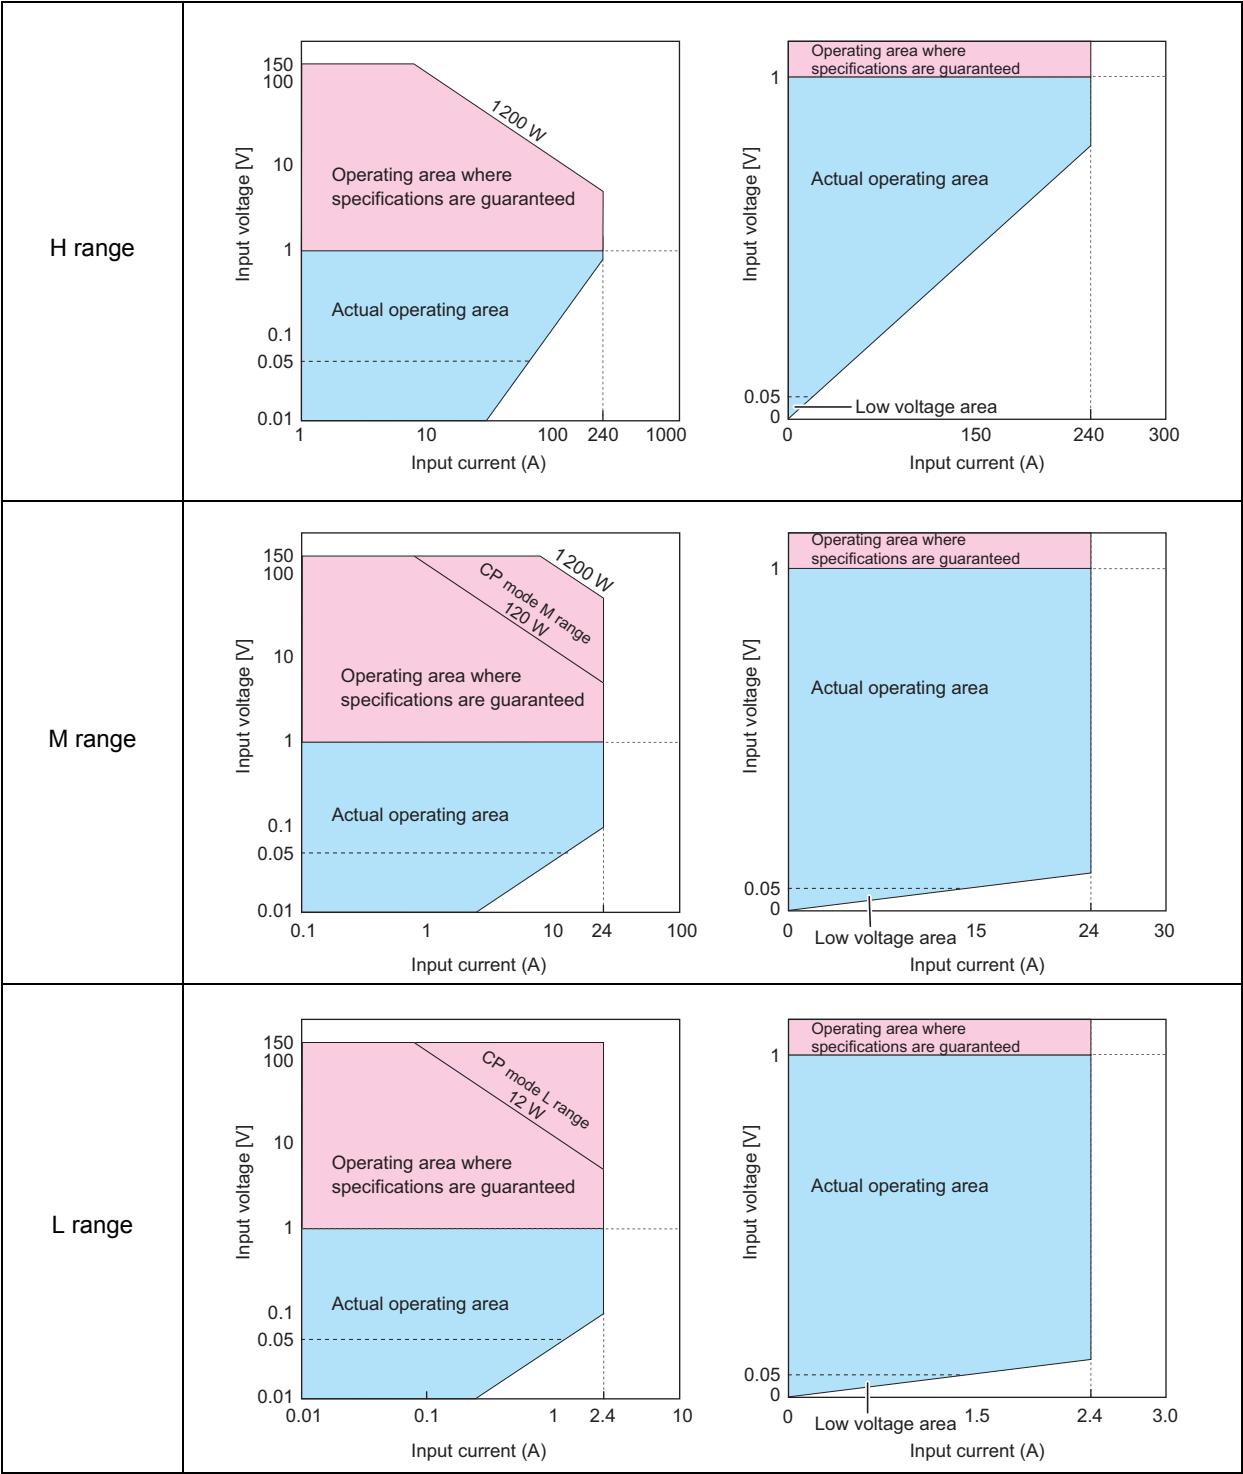 H range
150
100
10
1
0.1
0.05
0.01
Input voltage [V]
1200 W
Operating area where
specifications are guaranteed
Actual operating area
1
10
100
240
1000
Input current (A)
Operating area where
specifications are guaranteed
1
Input voltage [V]
Actual operating area
0.05
0
Low voltage area
0
150
240
300
Input current (A)
M range
150
100
10
1
0.1
0.05
0.01
Input voltage [V]
1200 W
CP mode M range
120 W
Operating area where
specifications are guaranteed
Actual operating area
0.1
1
10
24
100
Input current (A)
Operating area where
specifications are guaranteed
1
Input voltage [V]
Actual operating area
0.05
0
Low voltage area
0
15
24
30
Input current (A)
L range
150
100
10
1
0.1
0.05
0.01
Input voltage [V]
CP mode L range
12 W
Operating area where
specifications are guaranteed
Actual operating area
0.01
0.1
1
2.4
10
Input current (A)
Operating area where
specifications are guaranteed
1
Input voltage [V]
Actual operating area
0.05
0
Low voltage area
0
1.5
2.4
3.0
Input current (A)